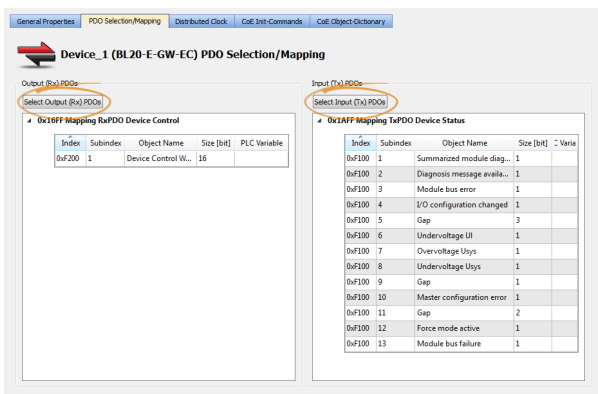 General Properties PDO Selection/Mapping Distributed Clock CoE Init-Commands CoE Object-Dictionary
Device_1 (BL20-E-GW-EC) PDO Selection/Mapping
Output (Rx) PDOs
Select Output (Rx) PDOs
0x16FF Mapping RxPDO Device Control
Index Subindex Object Name Size [bit] PLC Variable
0xF200 1 Device Control W... 16
Input (Tx) PDOs
Select Input (Tx) PDOs
0x1AFF Mapping TxPDO Device Status
Index Subindex Object Name Size [bit] C Varia
0xF100 1 Summarized module diag... 1
0xF100 2 Diagnosis message availa... 1
0xF100 3 Module bus error 1
0xF100 4 I/O configuration changed 1
0xF100 5 Gap 3
0xF100 6 Undervoltage UI 1
0xF100 7 Overvoltage Usys 1
0xF100 8 Undervoltage Usys 1
0xF100 9 Gap 1
0xF100 10 Master configuration error 1
0xF100 11 Gap 2
0xF100 12 Force mode active 1
0xF100 13 Module bus failure 1